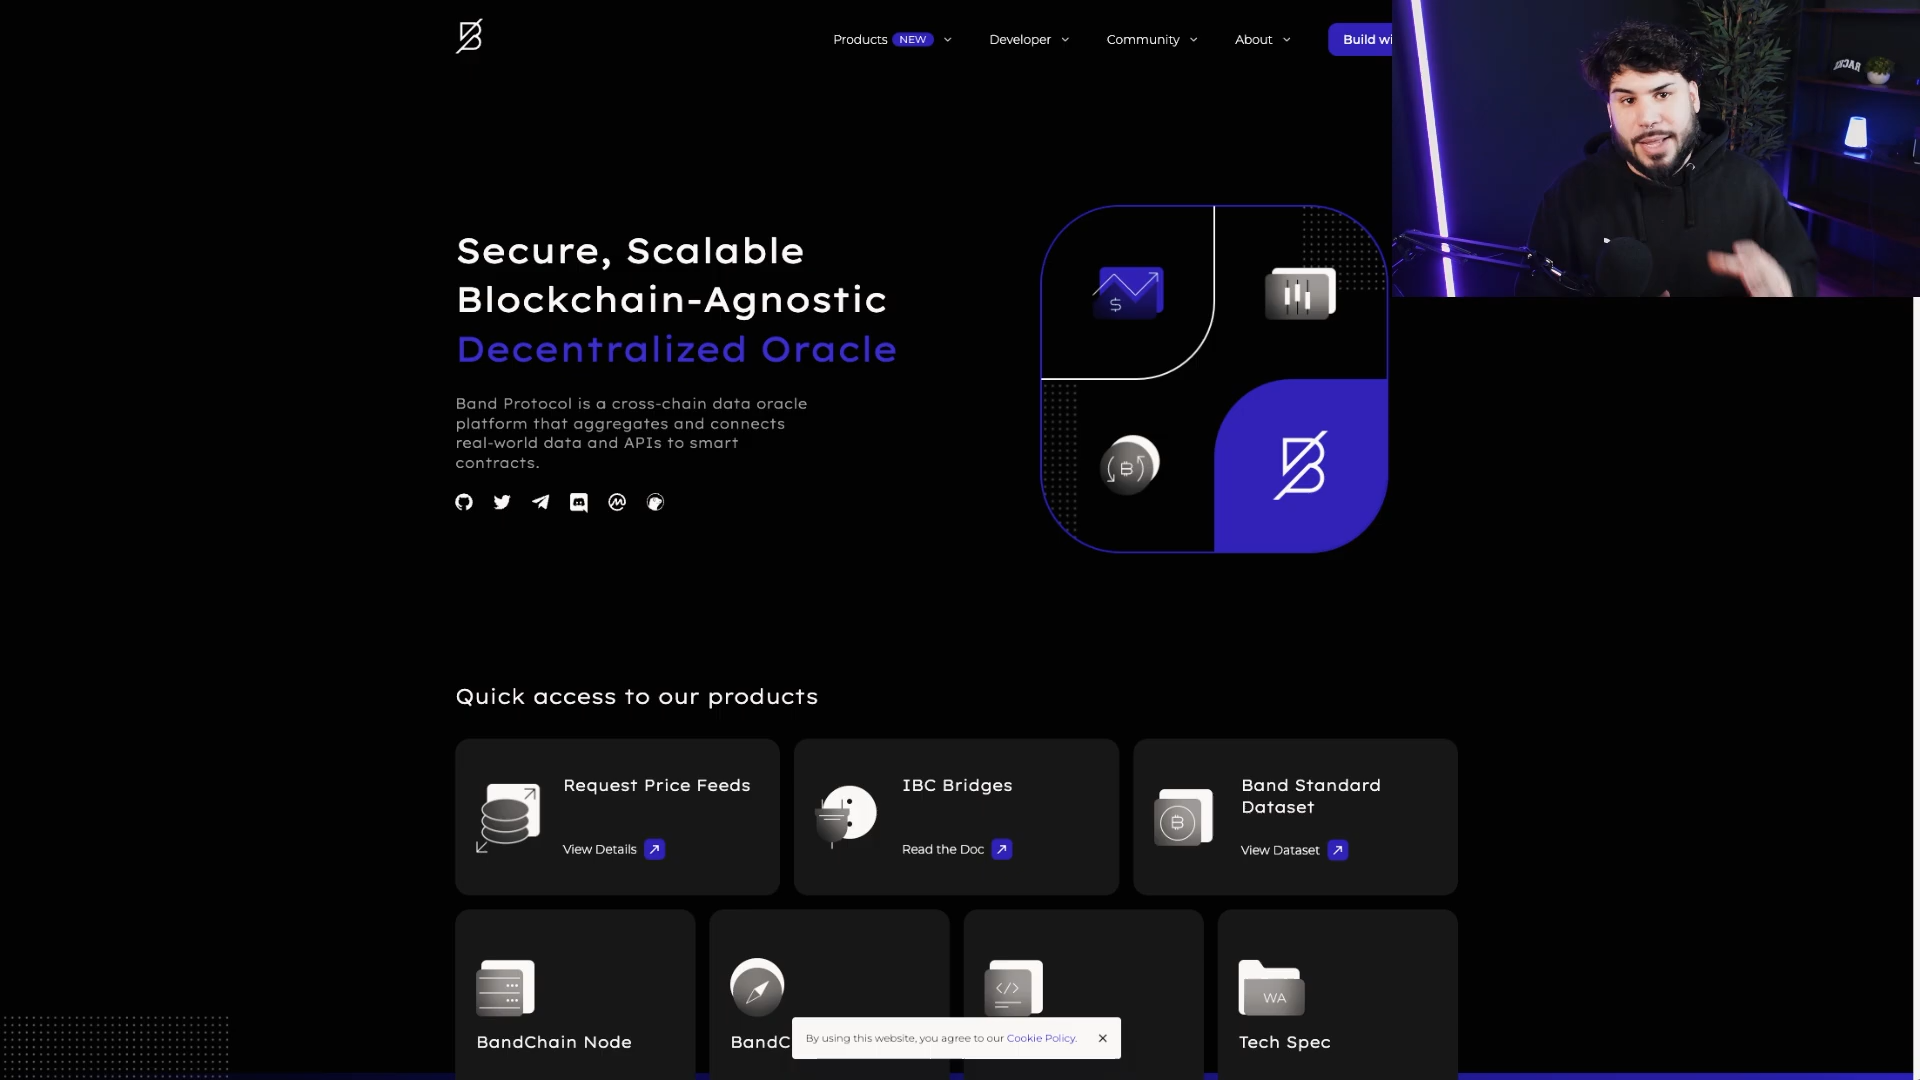 Products NEW
Developer
Community
About
Build wi
Secure, Scalable
Blockchain-Agnostic
Decentralized Oracle
Band Protocol is a cross-chain data oracle
platform that aggregates and connects
real-world data and APIs to smart
contracts.
Quick access to our products
Request Price Feeds
View Details
IBC Bridges
Read the Doc
Band Standard
Dataset
View Dataset
BandChain Node
BandC
WA
Tech Spec
By using this website, you agree to our Cookie Policy.